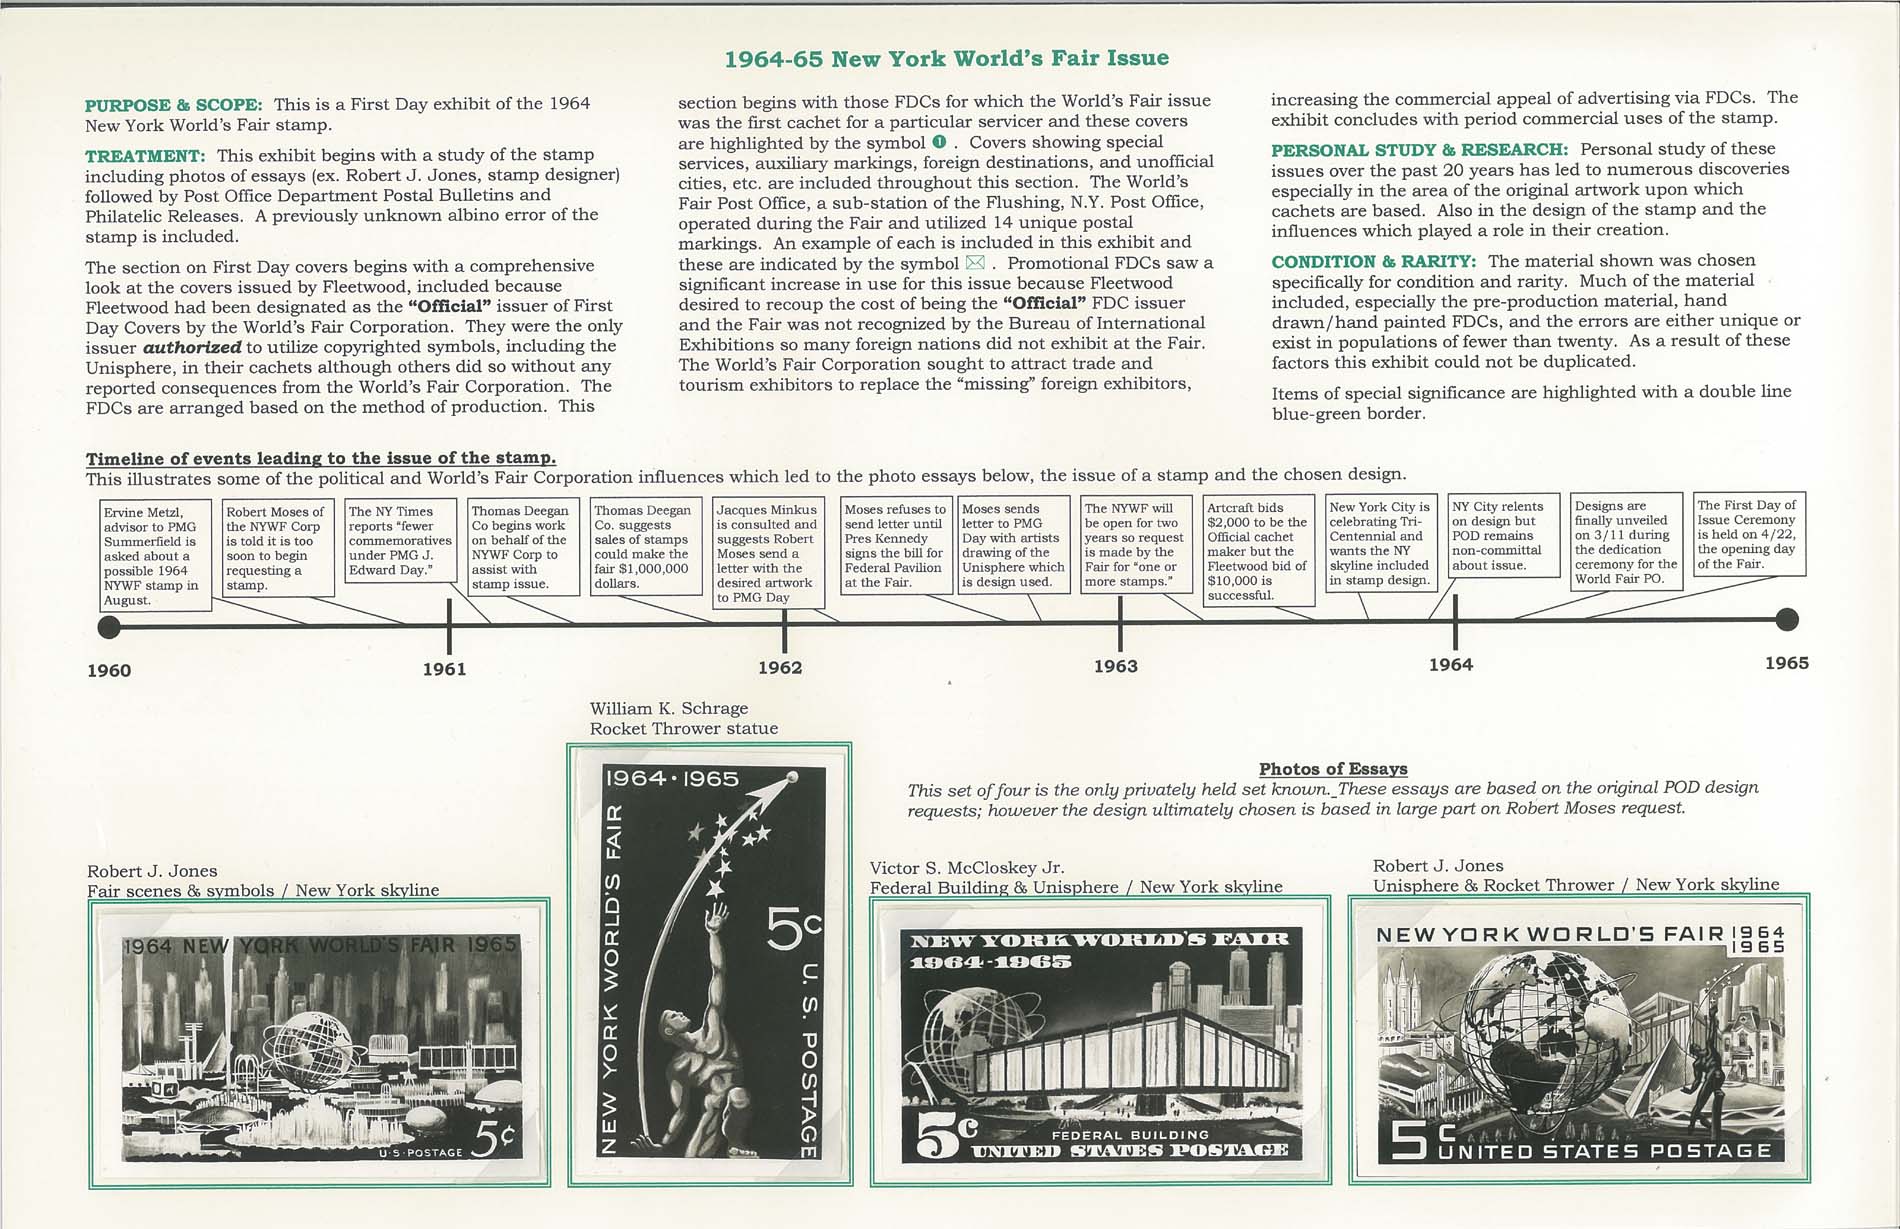 1964-65 New York World's Fair Issue
PURPOSE & SCOPE: This is a First Day exhibit of the 1964
New York World's Fair stamp.
TREATMENT: This exhibit begins with a study of the stamp
including photos of essays (ex. Robert J. Jones, stamp designer)
followed by Post Office Department Postal Bulletins and
Philatelic Releases. A previously unknown albino error of the
stamp is included.
The section on First Day covers begins with a comprehensive
look at the covers issued by Fleetwood, included because
Fleetwood had been designated as the “Official” issuer of First
Day Covers by the World's Fair Corporation. They were the only
issuer authorized to utilize copyrighted symbols, including the
Unisphere, in their cachets although others did so without any
reported consequences from the World's Fair Corporation. The
FDCs are arranged based on the method of production. This
section begins with those FDCs for which the World's Fair issue
was the first cachet for a particular servicer and these covers
are highlighted by the symbol ❶ . Covers showing special
services, auxiliary markings, foreign destinations, and unofficial
cities, etc. are included throughout this section. The World's
Fair Post Office, a sub-station of the Flushing, N.Y. Post Office,
operated during the Fair and utilized 14 unique postal
markings. An example of each is included in this exhibit and
these are indicated by the symbol ✉ . Promotional FDCs saw a
significant increase in use for this issue because Fleetwood
desired to recoup the cost of being the “Official” FDC issuer
and the Fair was not recognized by the Bureau of International
Exhibitions so many foreign nations did not exhibit at the Fair.
The World's Fair Corporation sought to attract trade and
tourism exhibitors to replace the “missing” foreign exhibitors,
increasing the commercial appeal of advertising via FDCs. The
exhibit concludes with period commercial uses of the stamp.
PERSONAL STUDY & RESEARCH: Personal study of these
issues over the past 20 years has led to numerous discoveries
especially in the area of the original artwork upon which
cachets are based. Also in the design of the stamp and the
influences which played a role in their creation.
CONDITION & RARITY: The material shown was chosen
specifically for condition and rarity. Much of the material
included, especially the pre-production material, hand
drawn/hand painted FDCs, and the errors are either unique or
exist in populations of fewer than twenty. As a result of these
factors this exhibit could not be duplicated.
Items of special significance are highlighted with a double line
blue-green border.
Timeline of events leading to the issue of the stamp.
This illustrates some of the political and World's Fair Corporation influences which led to the photo essays below, the issue of a stamp and the chosen design.
Ervine Metzl,
advisor to PMG
Summerfield is
asked about a
possible 1964
NYWF stamp in
August.
Robert Moses of
the NYWF Corp
is told it is too
soon to begin
requesting a
stamp.
The NY Times
reports “fewer
commemoratives
under PMG J.
Edward Day.”
Thomas Deegan
Co begins work
on behalf of the
NYWF Corp to
assist with
stamp issue.
Thomas Deegan
Co. suggests
sales of stamps
could make the
fair $1,000,000
dollars.
Jacques Minkus
is consulted and
suggests Robert
Moses send a
letter with the
desired artwork
to PMG Day
Moses refuses to
send letter until
Pres Kennedy
signs the bill for
Federal Pavilion
at the Fair.
Moses sends
letter to PMG
Day with artists
drawing of the
Unisphere which
is design used.
The NYWF will
be open for two
years so request
is made by the
Fair for “one or
more stamps.”
Artcraft bids
$2,000 to be the
Official cachet
maker but the
Fleetwood bid of
$10,000 is
successful.
New York City is
celebrating Tri-
Centennial and
wants the NY
skyline included
in stamp design.
NY City relents
on design but
POD remains
non-committal
about issue.
Designs are
finally unveiled
on 3/11 during
the dedication
ceremony for the
World Fair PO.
The First Day of
Issue Ceremony
is held on 4/22,
the opening day
of the Fair.
1960
1961
1962
1963
1964
1965
William K. Schrage
Rocket Thrower statue
1964·1965
NEW YORK WORLD'S FAIR
5¢
U. S. POSTAGE
Photos of Essays
This set of four is the only privately held set known. These essays are based on the original POD design
requests; however the design ultimately chosen is based in large part on Robert Moses request.
Robert J. Jones
Fair scenes & symbols / New York skyline
1964 NEW YORK WORLD'S FAIR 1965
U·S·POSTAGE 5¢
Victor S. McCloskey Jr.
Federal Building & Unisphere / New York skyline
NEW YORK WORLD'S FAIR
1964-1965
5c
FEDERAL BUILDING
UNITED STATES POSTAGE
Robert J. Jones
Unisphere & Rocket Thrower / New York skyline
NEW YORK WORLD'S FAIR 1964
1965
5c
UNITED STATES POSTAGE